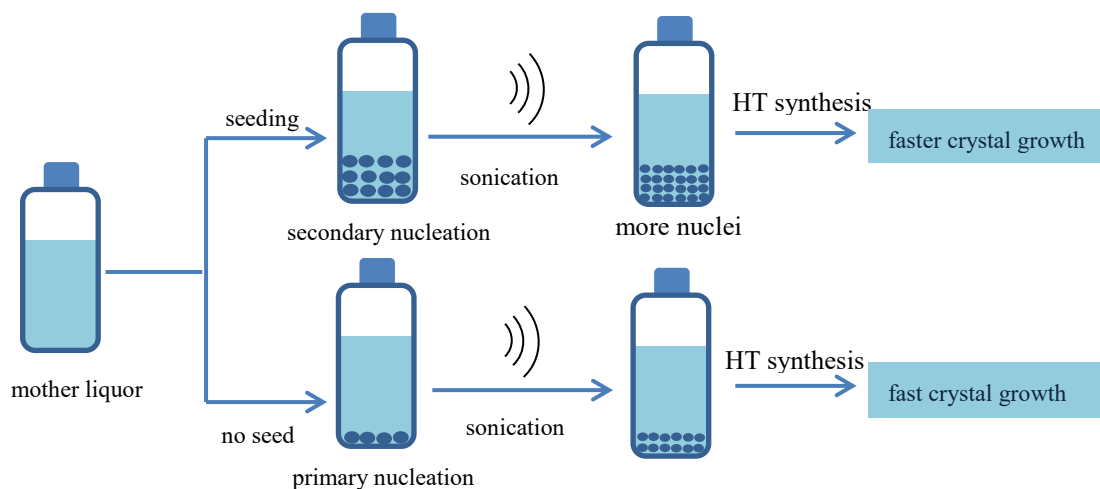 seeding
secondary nucleation
sonication
more nuclei
HT synthesis
faster crystal growth
mother liquor
no seed
primary nucleation
sonication
HT synthesis
fast crystal growth